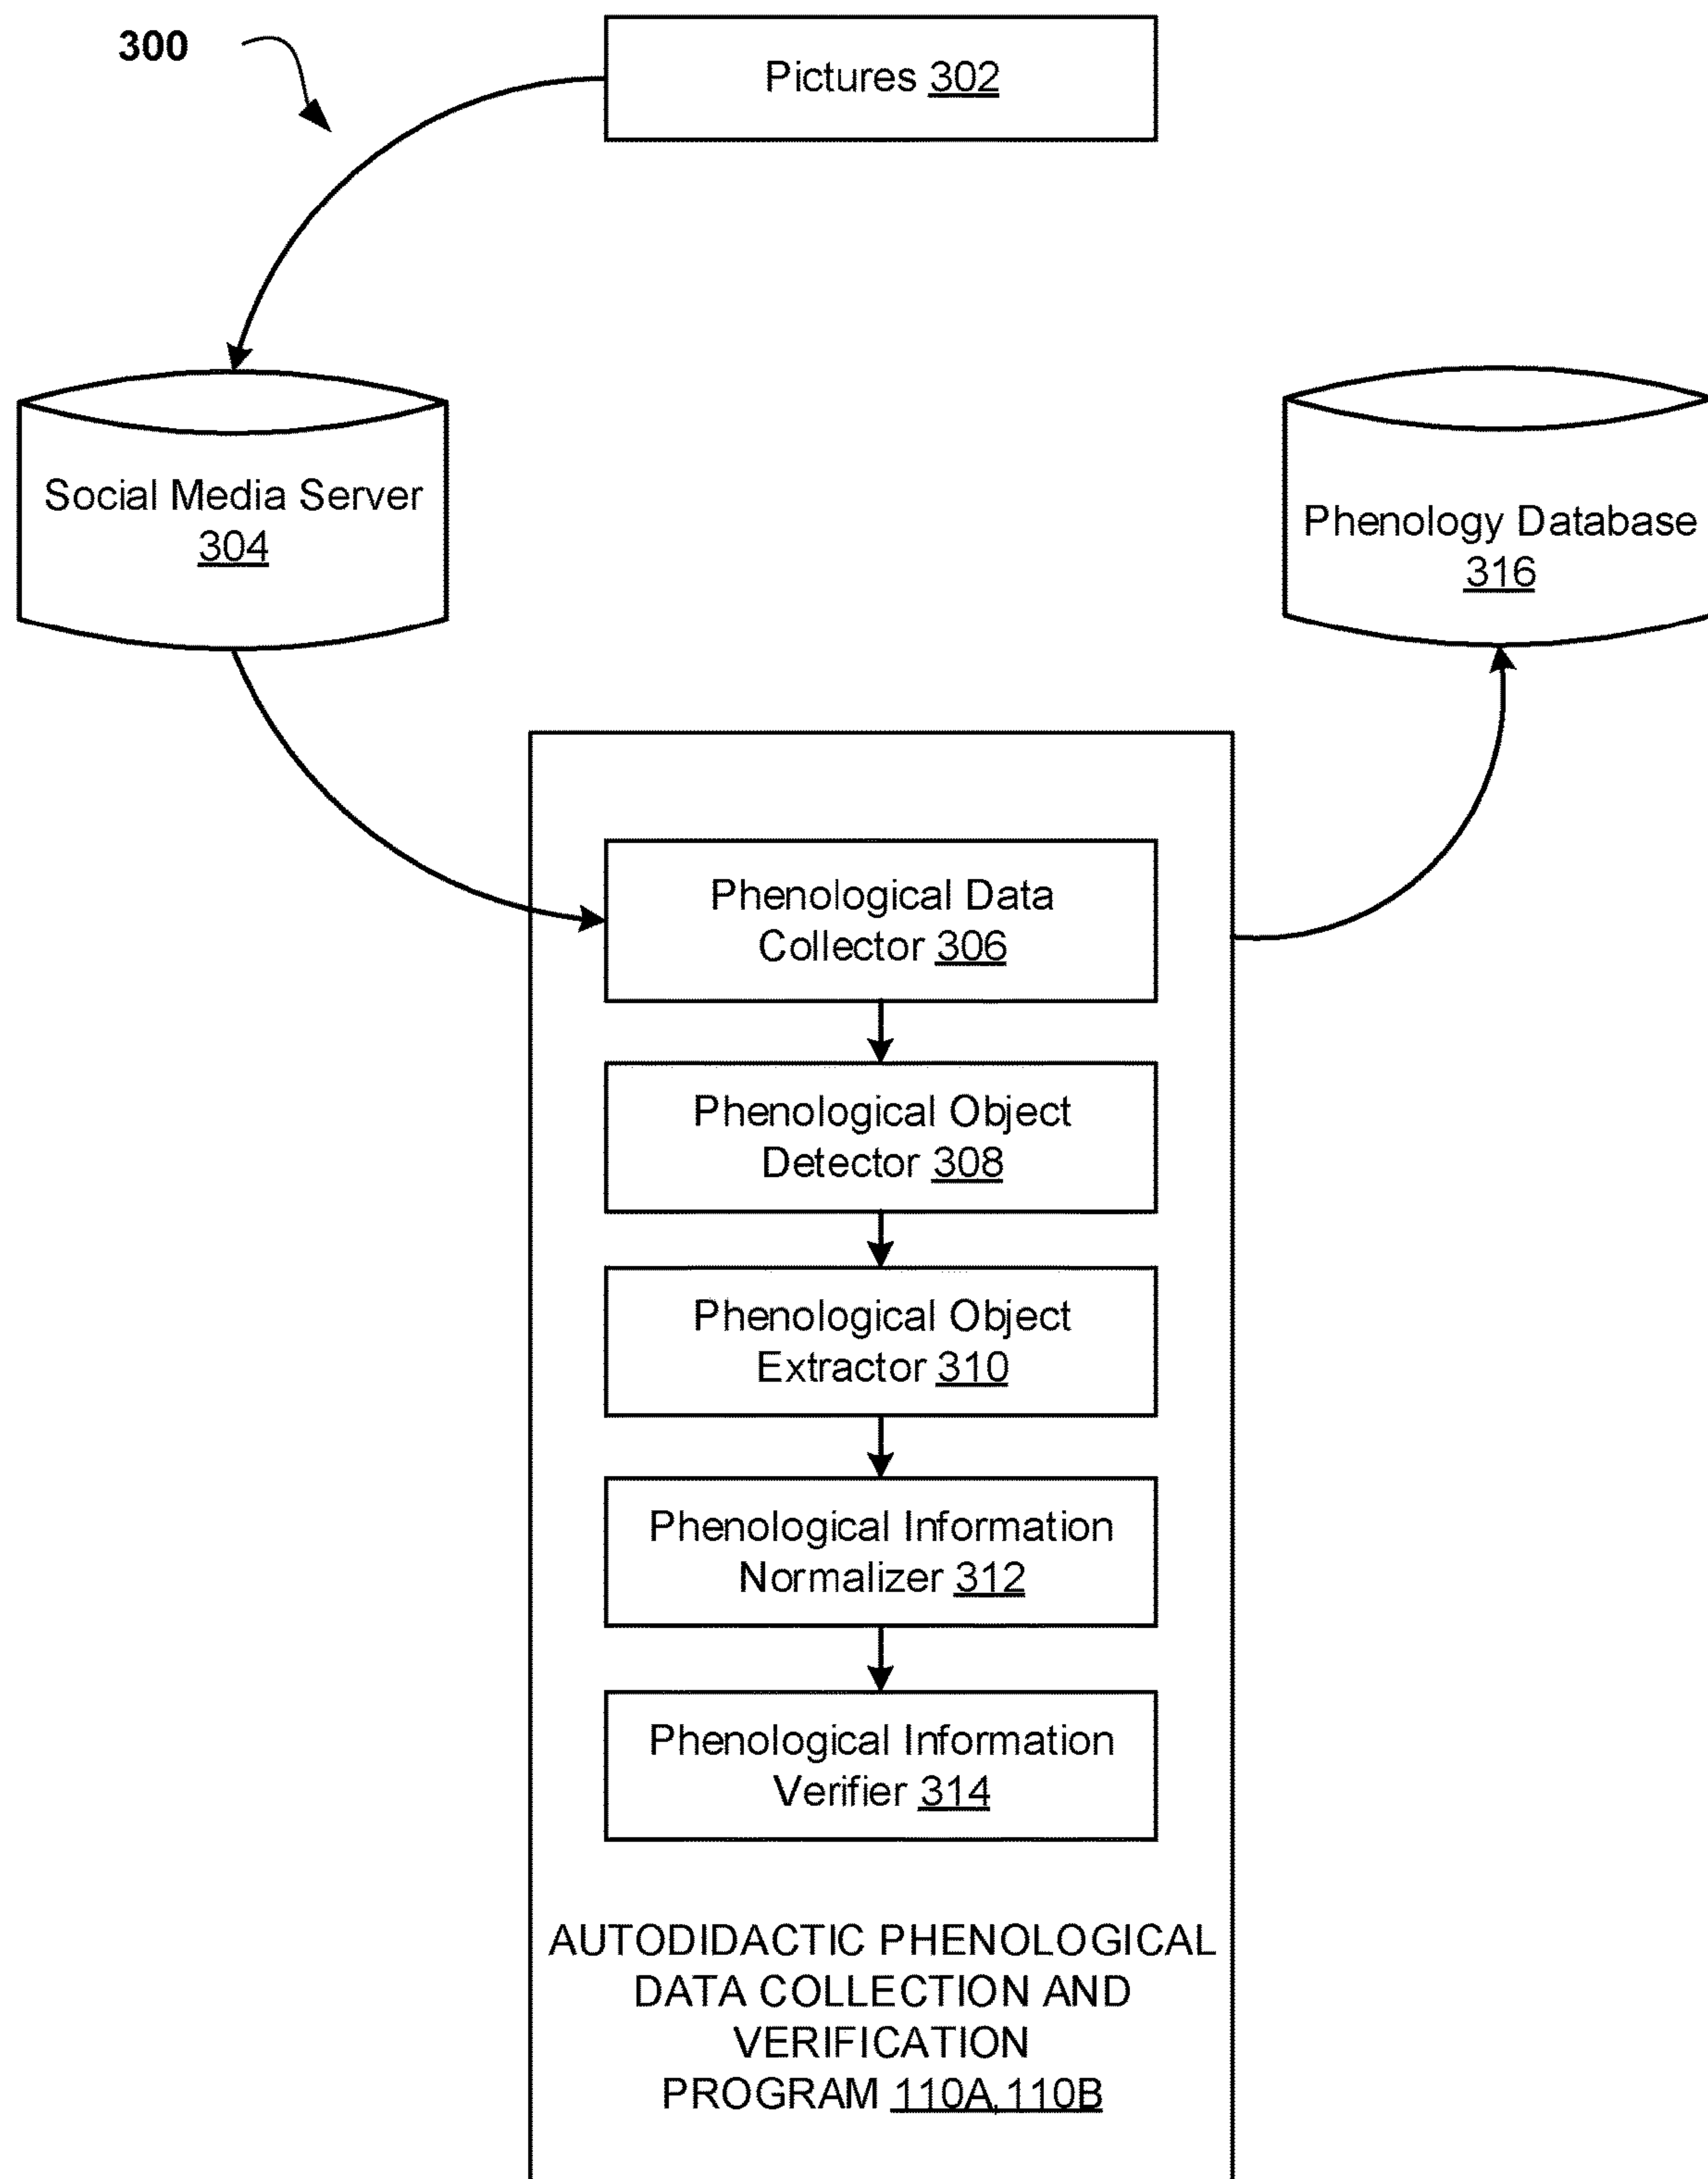 300
Pictures 302
Social Media Server
304
Phenology Database
316
Phenological Data
Collector 306
Phenological Object
Detector 308
Phenological Object
Extractor 310
Phenological Information
Normalizer 312
Phenological Information
Verifier 314
AUTODIDACTIC PHENOLOGICAL
DATA COLLECTION AND
VERIFICATION
PROGRAM 110A,110B